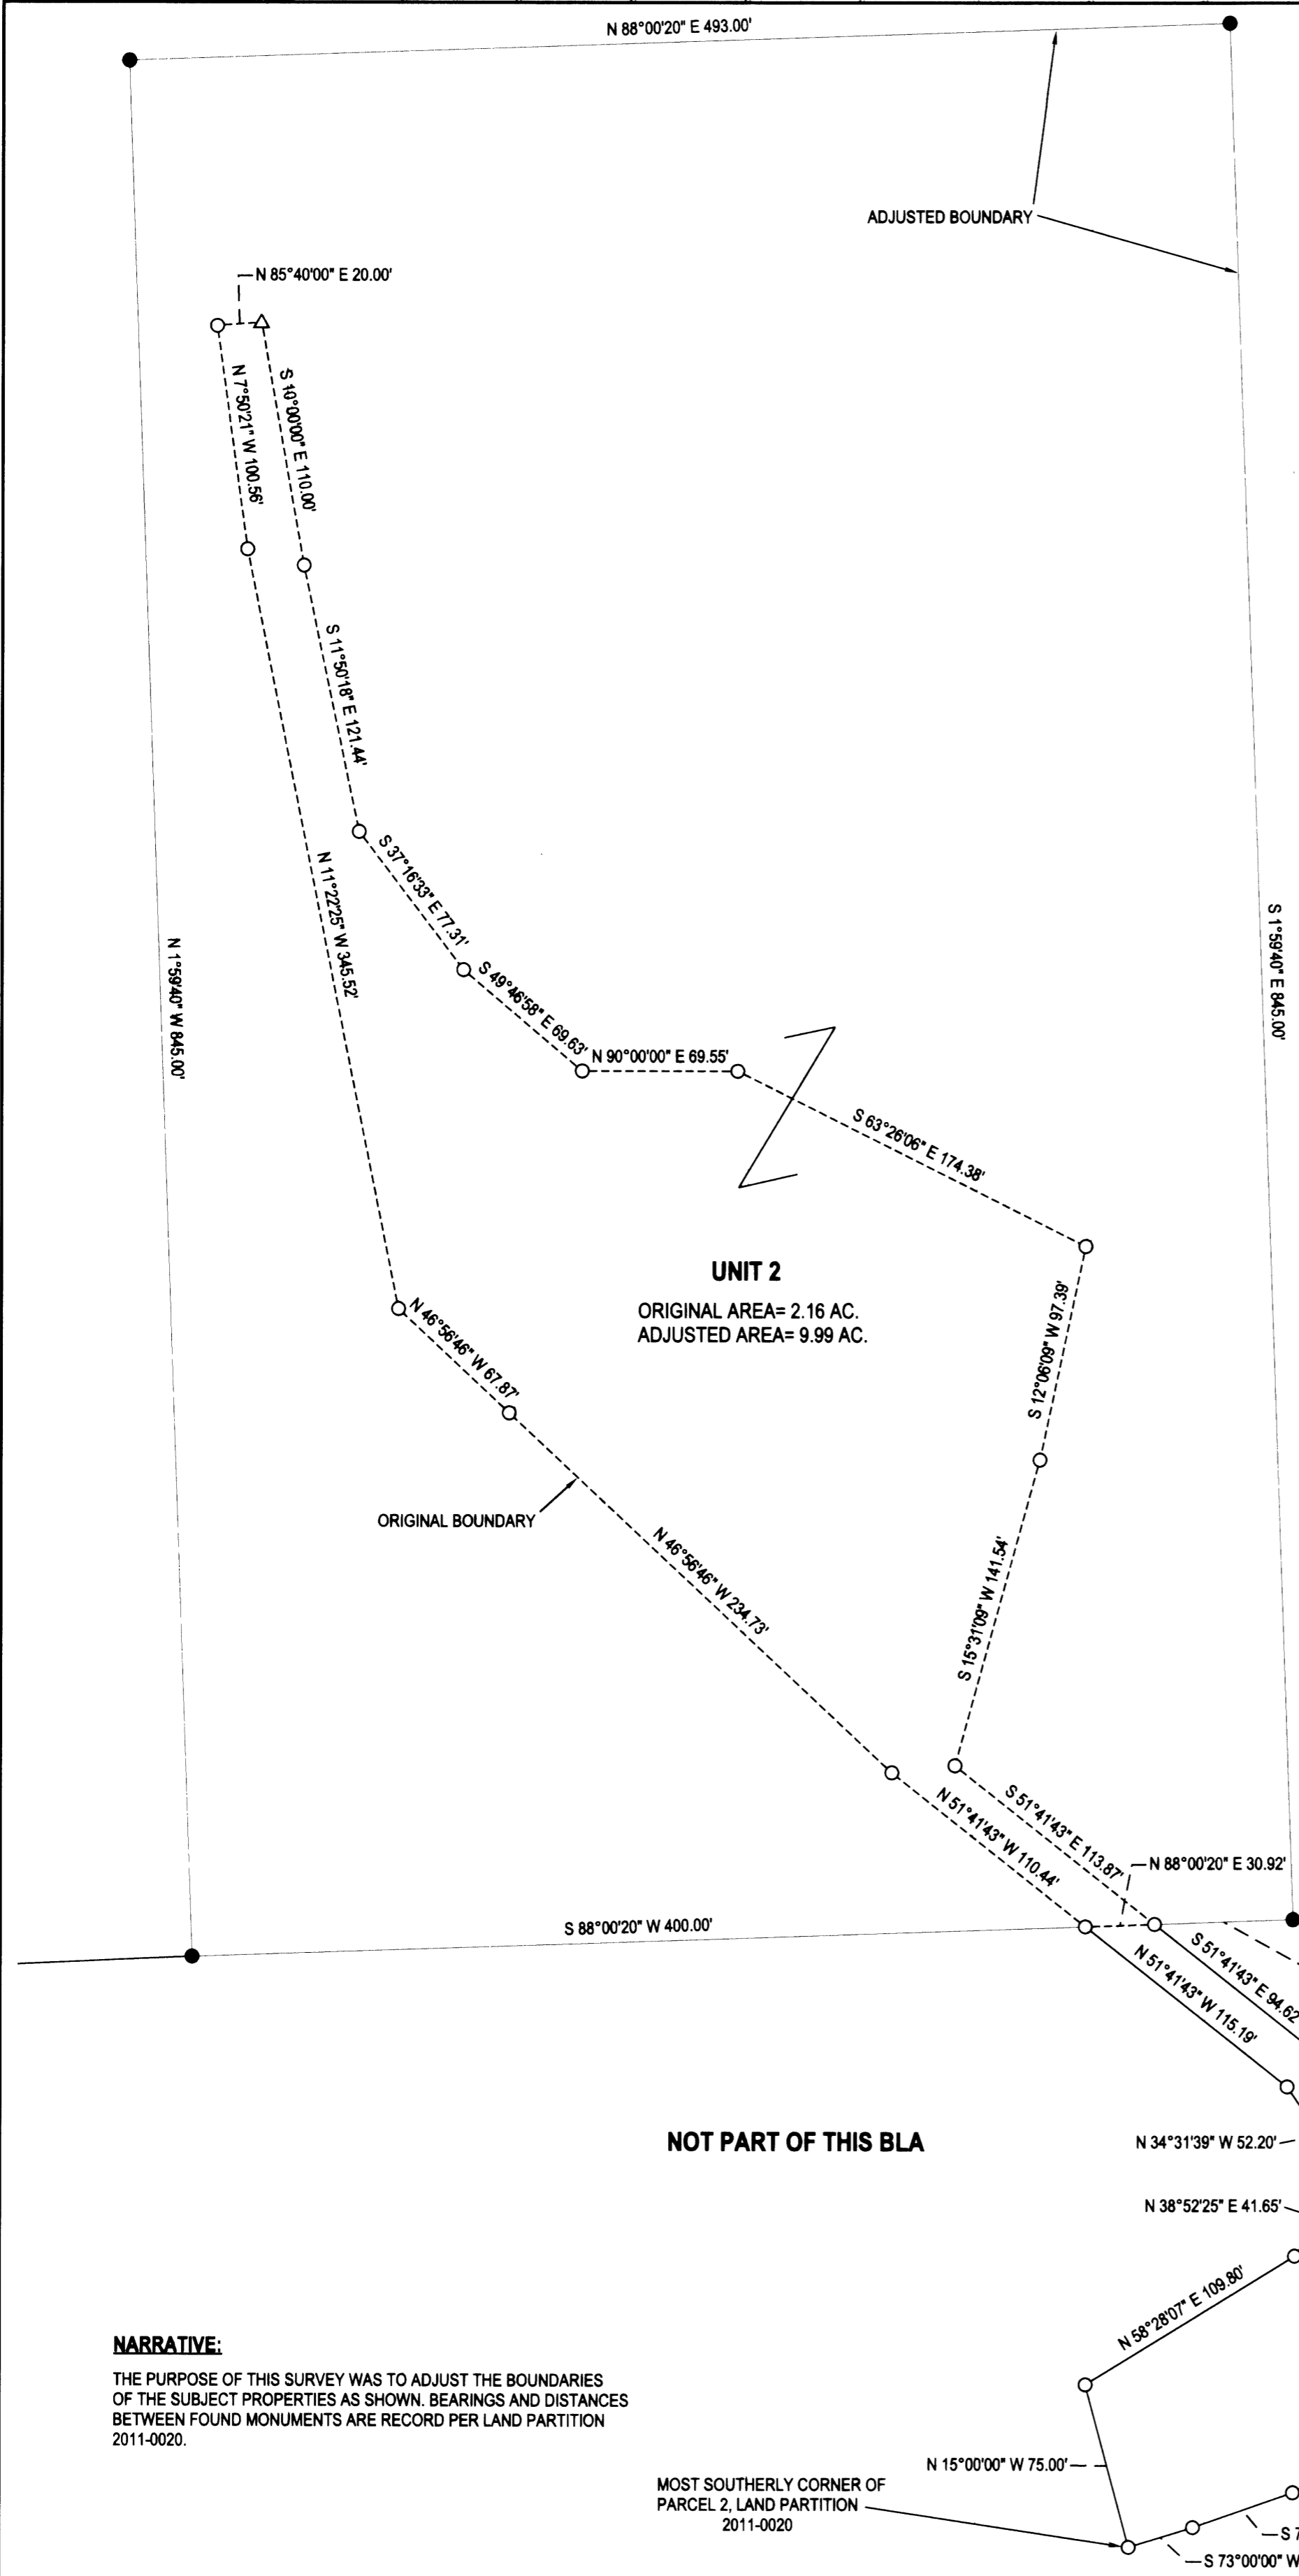 N 88°00'20" E 493.00'
ADJUSTED BOUNDARY
N 85°40'00" E 20.00'
N 7°50'21" W 100.56'
S 10°00'00" E 110.00'
S 11°50'18" E 121.44'
N 11°22'25" W 345.52'
S 37°16'33" E 77.31'
N 1°59'40" W 845.00'
S 1°59'40" E 845.00'
S 49°46'58" E 69.63'
N 90°00'00" E 69.55'
S 63°26'06" E 174.38'
UNIT 2
ORIGINAL AREA= 2.16 AC.
ADJUSTED AREA= 9.99 AC.
N 46°56'46" W 67.87'
S 12°06'09" W 97.39'
ORIGINAL BOUNDARY
N 46°56'46" W 234.73'
S 15°31'09" W 141.54'
N 51°41'43" W 110.44'
S 51°41'43" E 113.87'
N 88°00'20" E 30.92'
S 88°00'20" W 400.00'
S 51°41'43" E 94.62
N 51°41'43" W 115.19'
NOT PART OF THIS BLA
N 34°31'39" W 52.20'
N 38°52'25" E 41.65'
N 58°28'07" E 109.80'
NARRATIVE:
THE PURPOSE OF THIS SURVEY WAS TO ADJUST THE BOUNDARIES
OF THE SUBJECT PROPERTIES AS SHOWN. BEARINGS AND DISTANCES
BETWEEN FOUND MONUMENTS ARE RECORD PER LAND PARTITION
2011-0020.
N 15°00'00" W 75.00'
MOST SOUTHERLY CORNER OF
PARCEL 2, LAND PARTITION
2011-0020
S 7
S 73°00'00" W